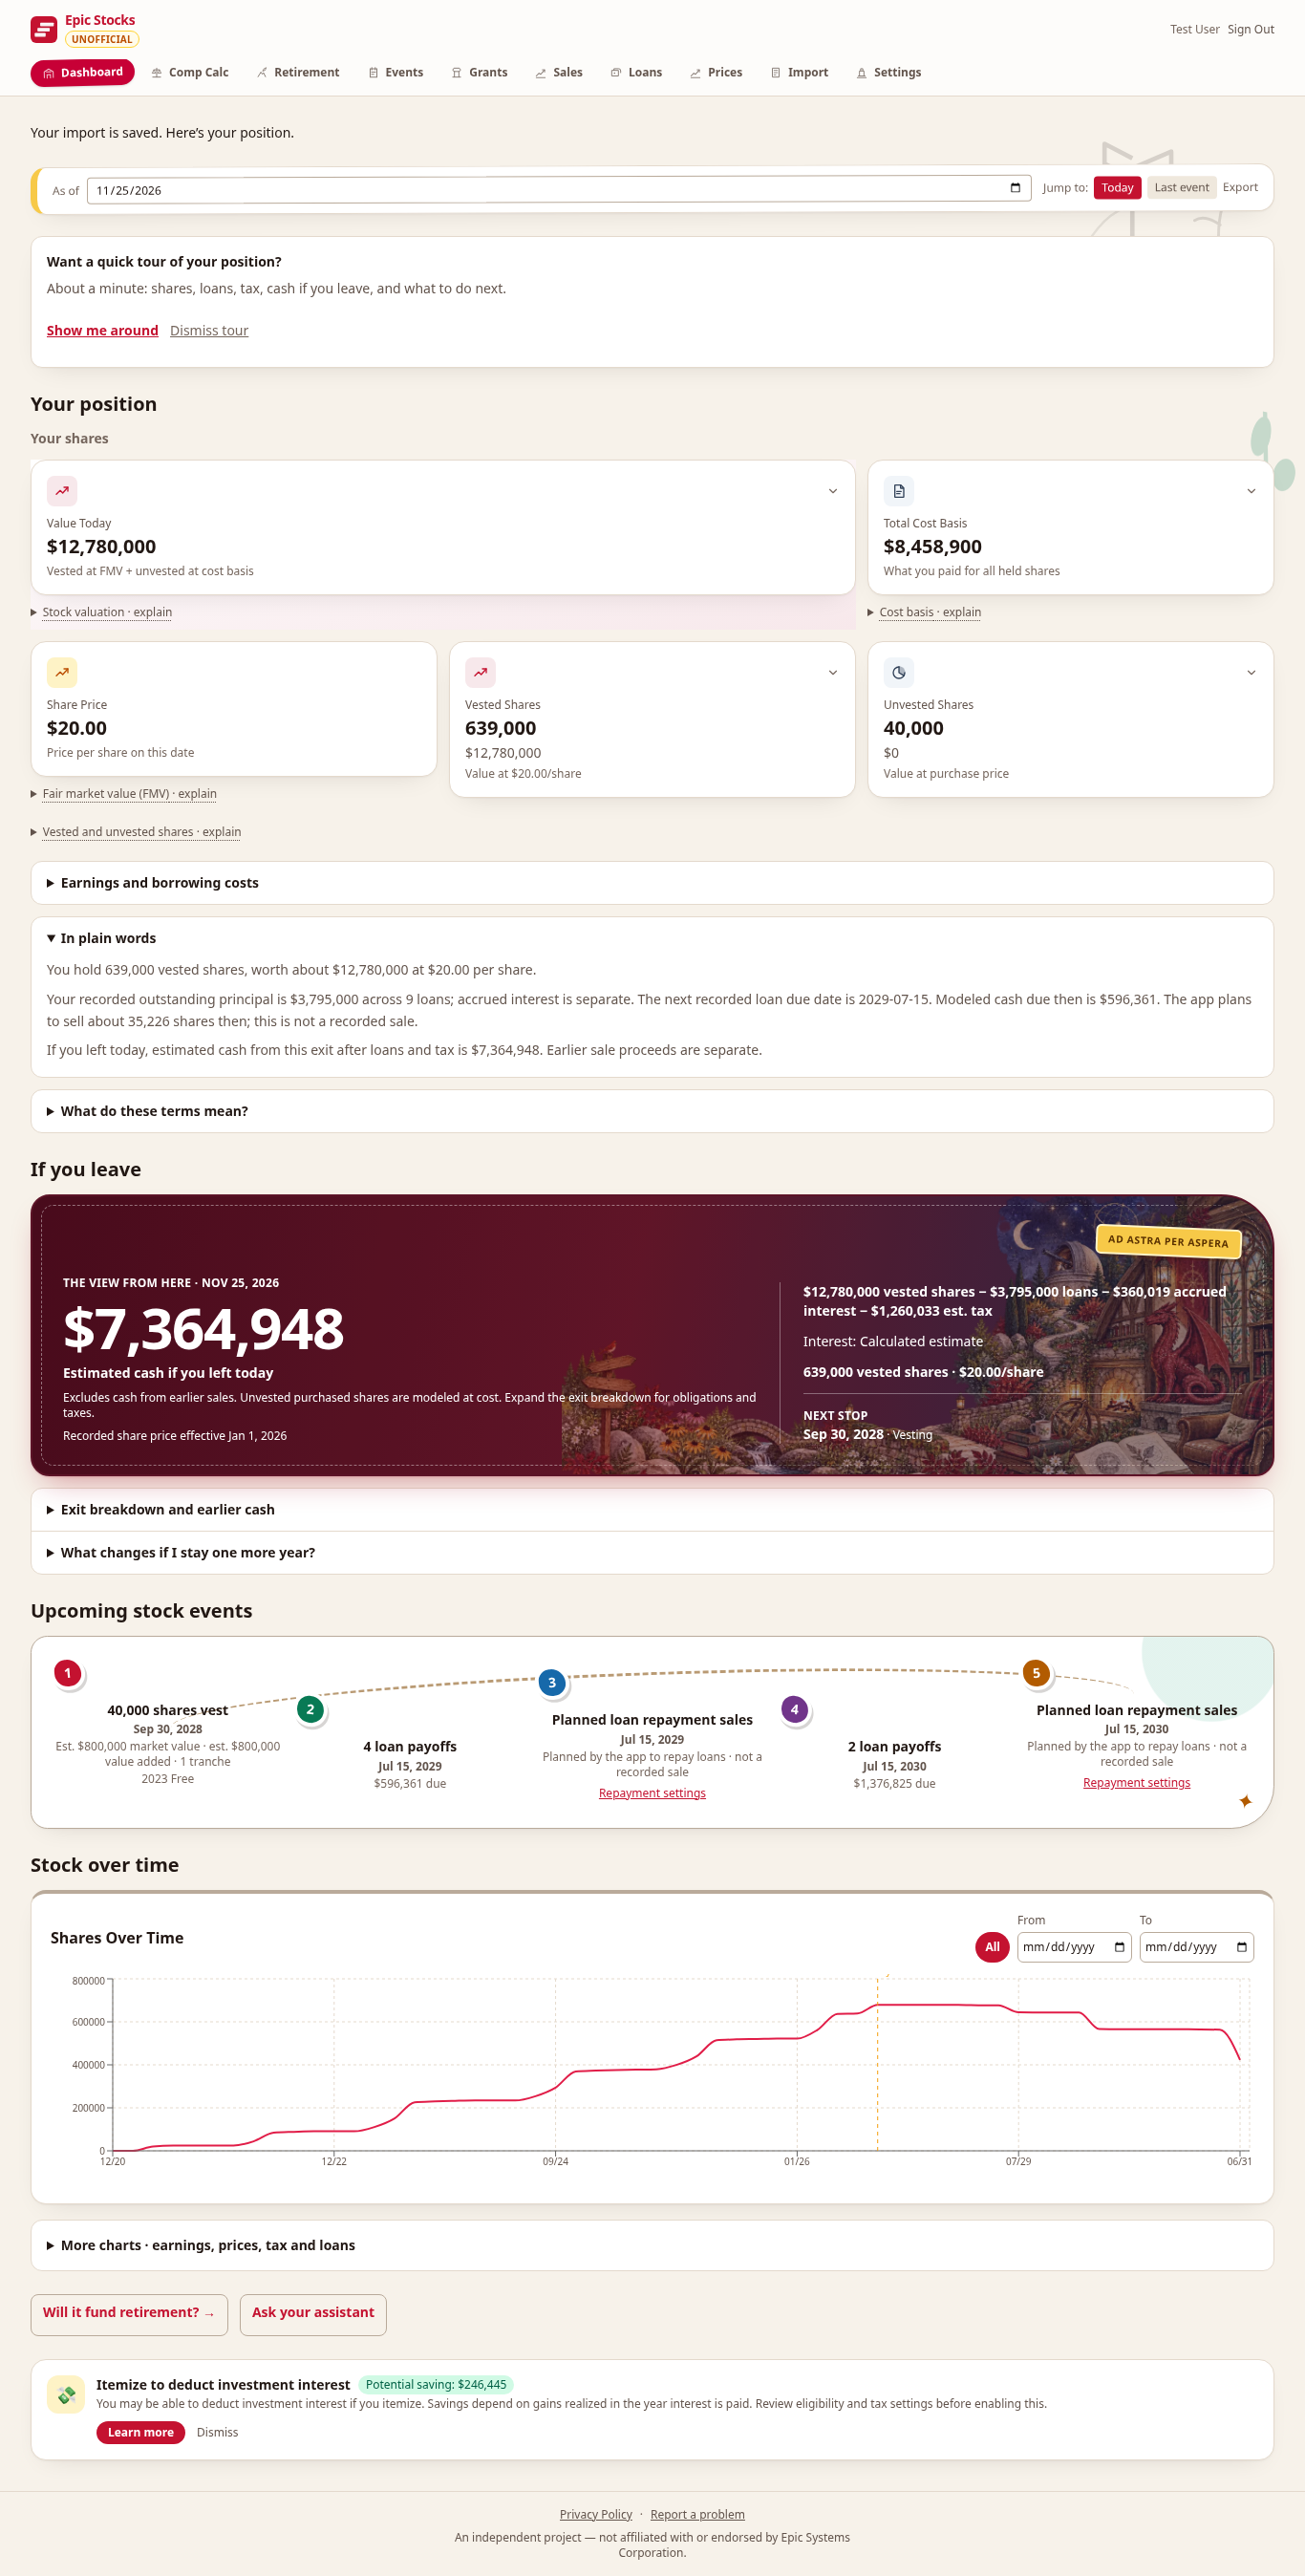 Epic Stocks
UNOFFICIAL
Test User Sign Out
Dashboard Comp Calc Retirement Events Grants Sales Loans Prices Import Settings
Your import is saved. Here’s your position.
As of 11/25/2026 Jump to: Today Last event Export
Want a quick tour of your position?
About a minute: shares, loans, tax, cash if you leave, and what to do next.
Show me around Dismiss tour
Your position
Your shares
Value Today
$12,780,000
Vested at FMV + unvested at cost basis
Stock valuation · explain
Total Cost Basis
$8,458,900
What you paid for all held shares
Cost basis · explain
Share Price
$20.00
Price per share on this date
Fair market value (FMV) · explain
Vested Shares
639,000
$12,780,000
Value at $20.00/share
Unvested Shares
40,000
$0
Value at purchase price
Vested and unvested shares · explain
Earnings and borrowing costs
In plain words
You hold 639,000 vested shares, worth about $12,780,000 at $20.00 per share.
Your recorded outstanding principal is $3,795,000 across 9 loans; accrued interest is separate. The next recorded loan due date is 2029-07-15. Modeled cash due then is $596,361. The app plans
to sell about 35,226 shares then; this is not a recorded sale.
If you left today, estimated cash from this exit after loans and tax is $7,364,948. Earlier sale proceeds are separate.
What do these terms mean?
If you leave
AD ASTRA PER ASPERA
THE VIEW FROM HERE · NOV 25, 2026
$7,364,948
Estimated cash if you left today
Excludes cash from earlier sales. Unvested purchased shares are modeled at cost. Expand the exit breakdown for obligations and
taxes.
Recorded share price effective Jan 1, 2026
$12,780,000 vested shares − $3,795,000 loans − $360,019 accrued
interest − $1,260,033 est. tax
Interest: Calculated estimate
639,000 vested shares · $20.00/share
NEXT STOP
Sep 30, 2028 · Vesting
Exit breakdown and earlier cash
What changes if I stay one more year?
Upcoming stock events
1
40,000 shares vest
Sep 30, 2028
Est. $800,000 market value · est. $800,000
value added · 1 tranche
2023 Free
2
4 loan payoffs
Jul 15, 2029
$596,361 due
3
Planned loan repayment sales
Jul 15, 2029
Planned by the app to repay loans · not a
recorded sale
Repayment settings
4
2 loan payoffs
Jul 15, 2030
$1,376,825 due
5
Planned loan repayment sales
Jul 15, 2030
Planned by the app to repay loans · not a
recorded sale
Repayment settings
Stock over time
Shares Over Time
All
From
mm/dd/yyyy
To
mm/dd/yyyy
800000
600000
400000
200000
0
12/20 12/22 09/24 01/26 07/29 06/31
More charts · earnings, prices, tax and loans
Will it fund retirement? → Ask your assistant
Itemize to deduct investment interest Potential saving: $246,445
You may be able to deduct investment interest if you itemize. Savings depend on gains realized in the year interest is paid. Review eligibility and tax settings before enabling this.
Learn more Dismiss
Privacy Policy · Report a problem
An independent project — not affiliated with or endorsed by Epic Systems
Corporation.